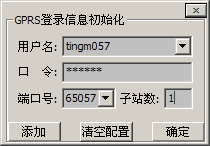 GPRS登录信息初始化
用户名: tingm057
口 令: ******
端口号: 65057 子站数: 1
添加 清空配置 确定